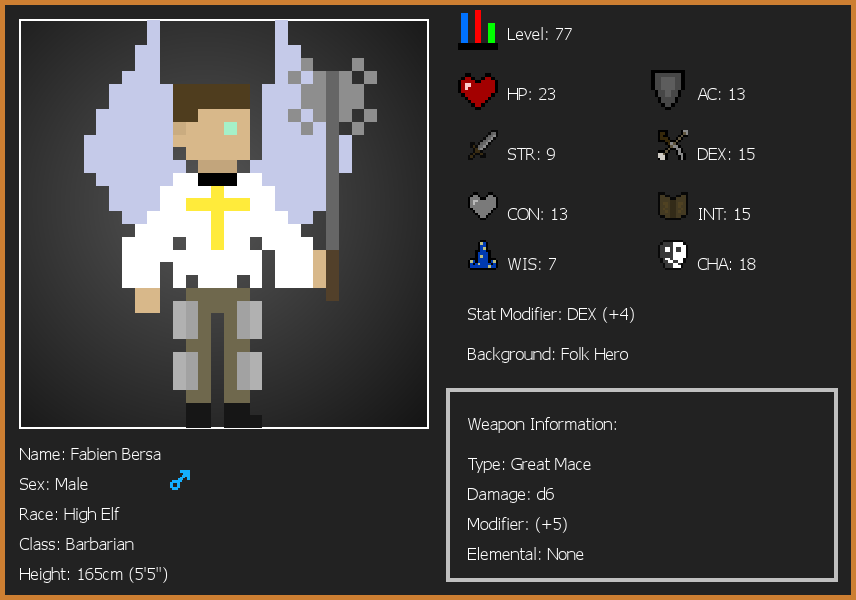 Level: 77
HP: 23
AC: 13
STR: 9
DEX: 15
CON: 13
INT: 15
WIS: 7
CHA: 18
Stat Modifier: DEX (+4)
Background: Folk Hero
Weapon Information:
Type: Great Mace
Damage: d6
Modifier: (+5)
Elemental: None
Name: Fabien Bersa
Sex: Male
Race: High Elf
Class: Barbarian
Height: 165cm (5'5")